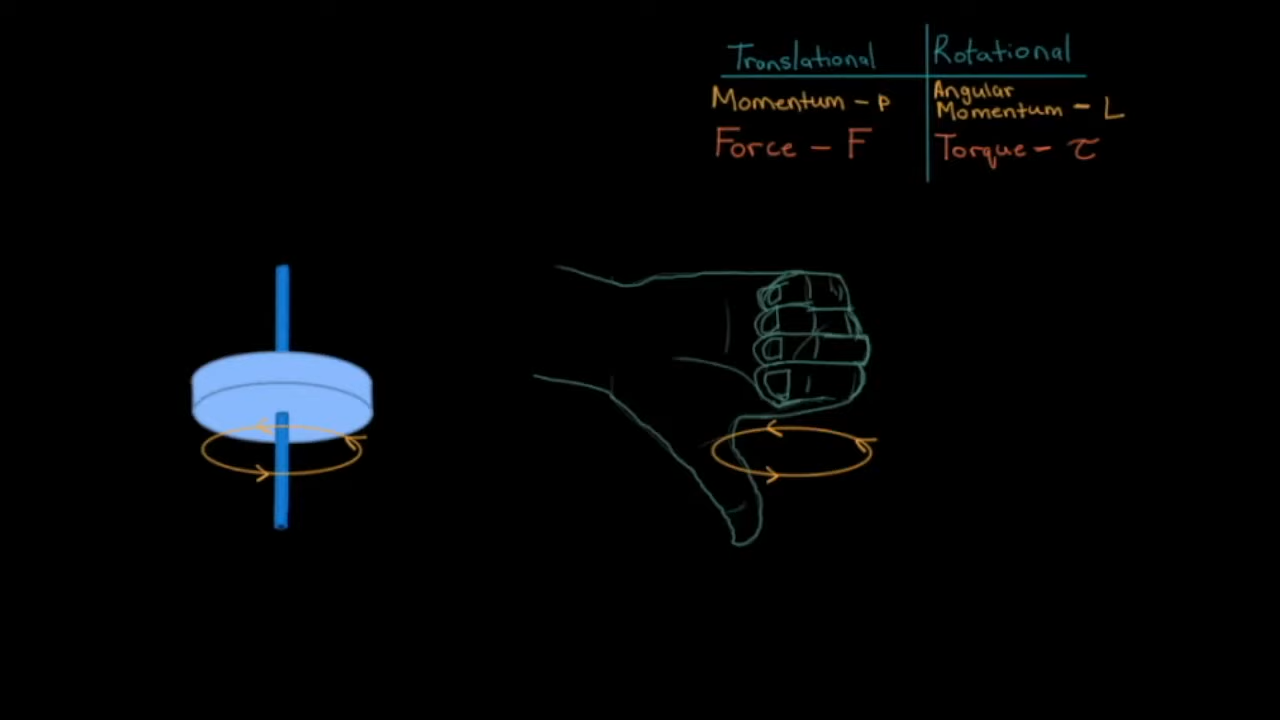 Translational Rotational
Momentum - p Angular Momentum - L
Force - F Torque - τ